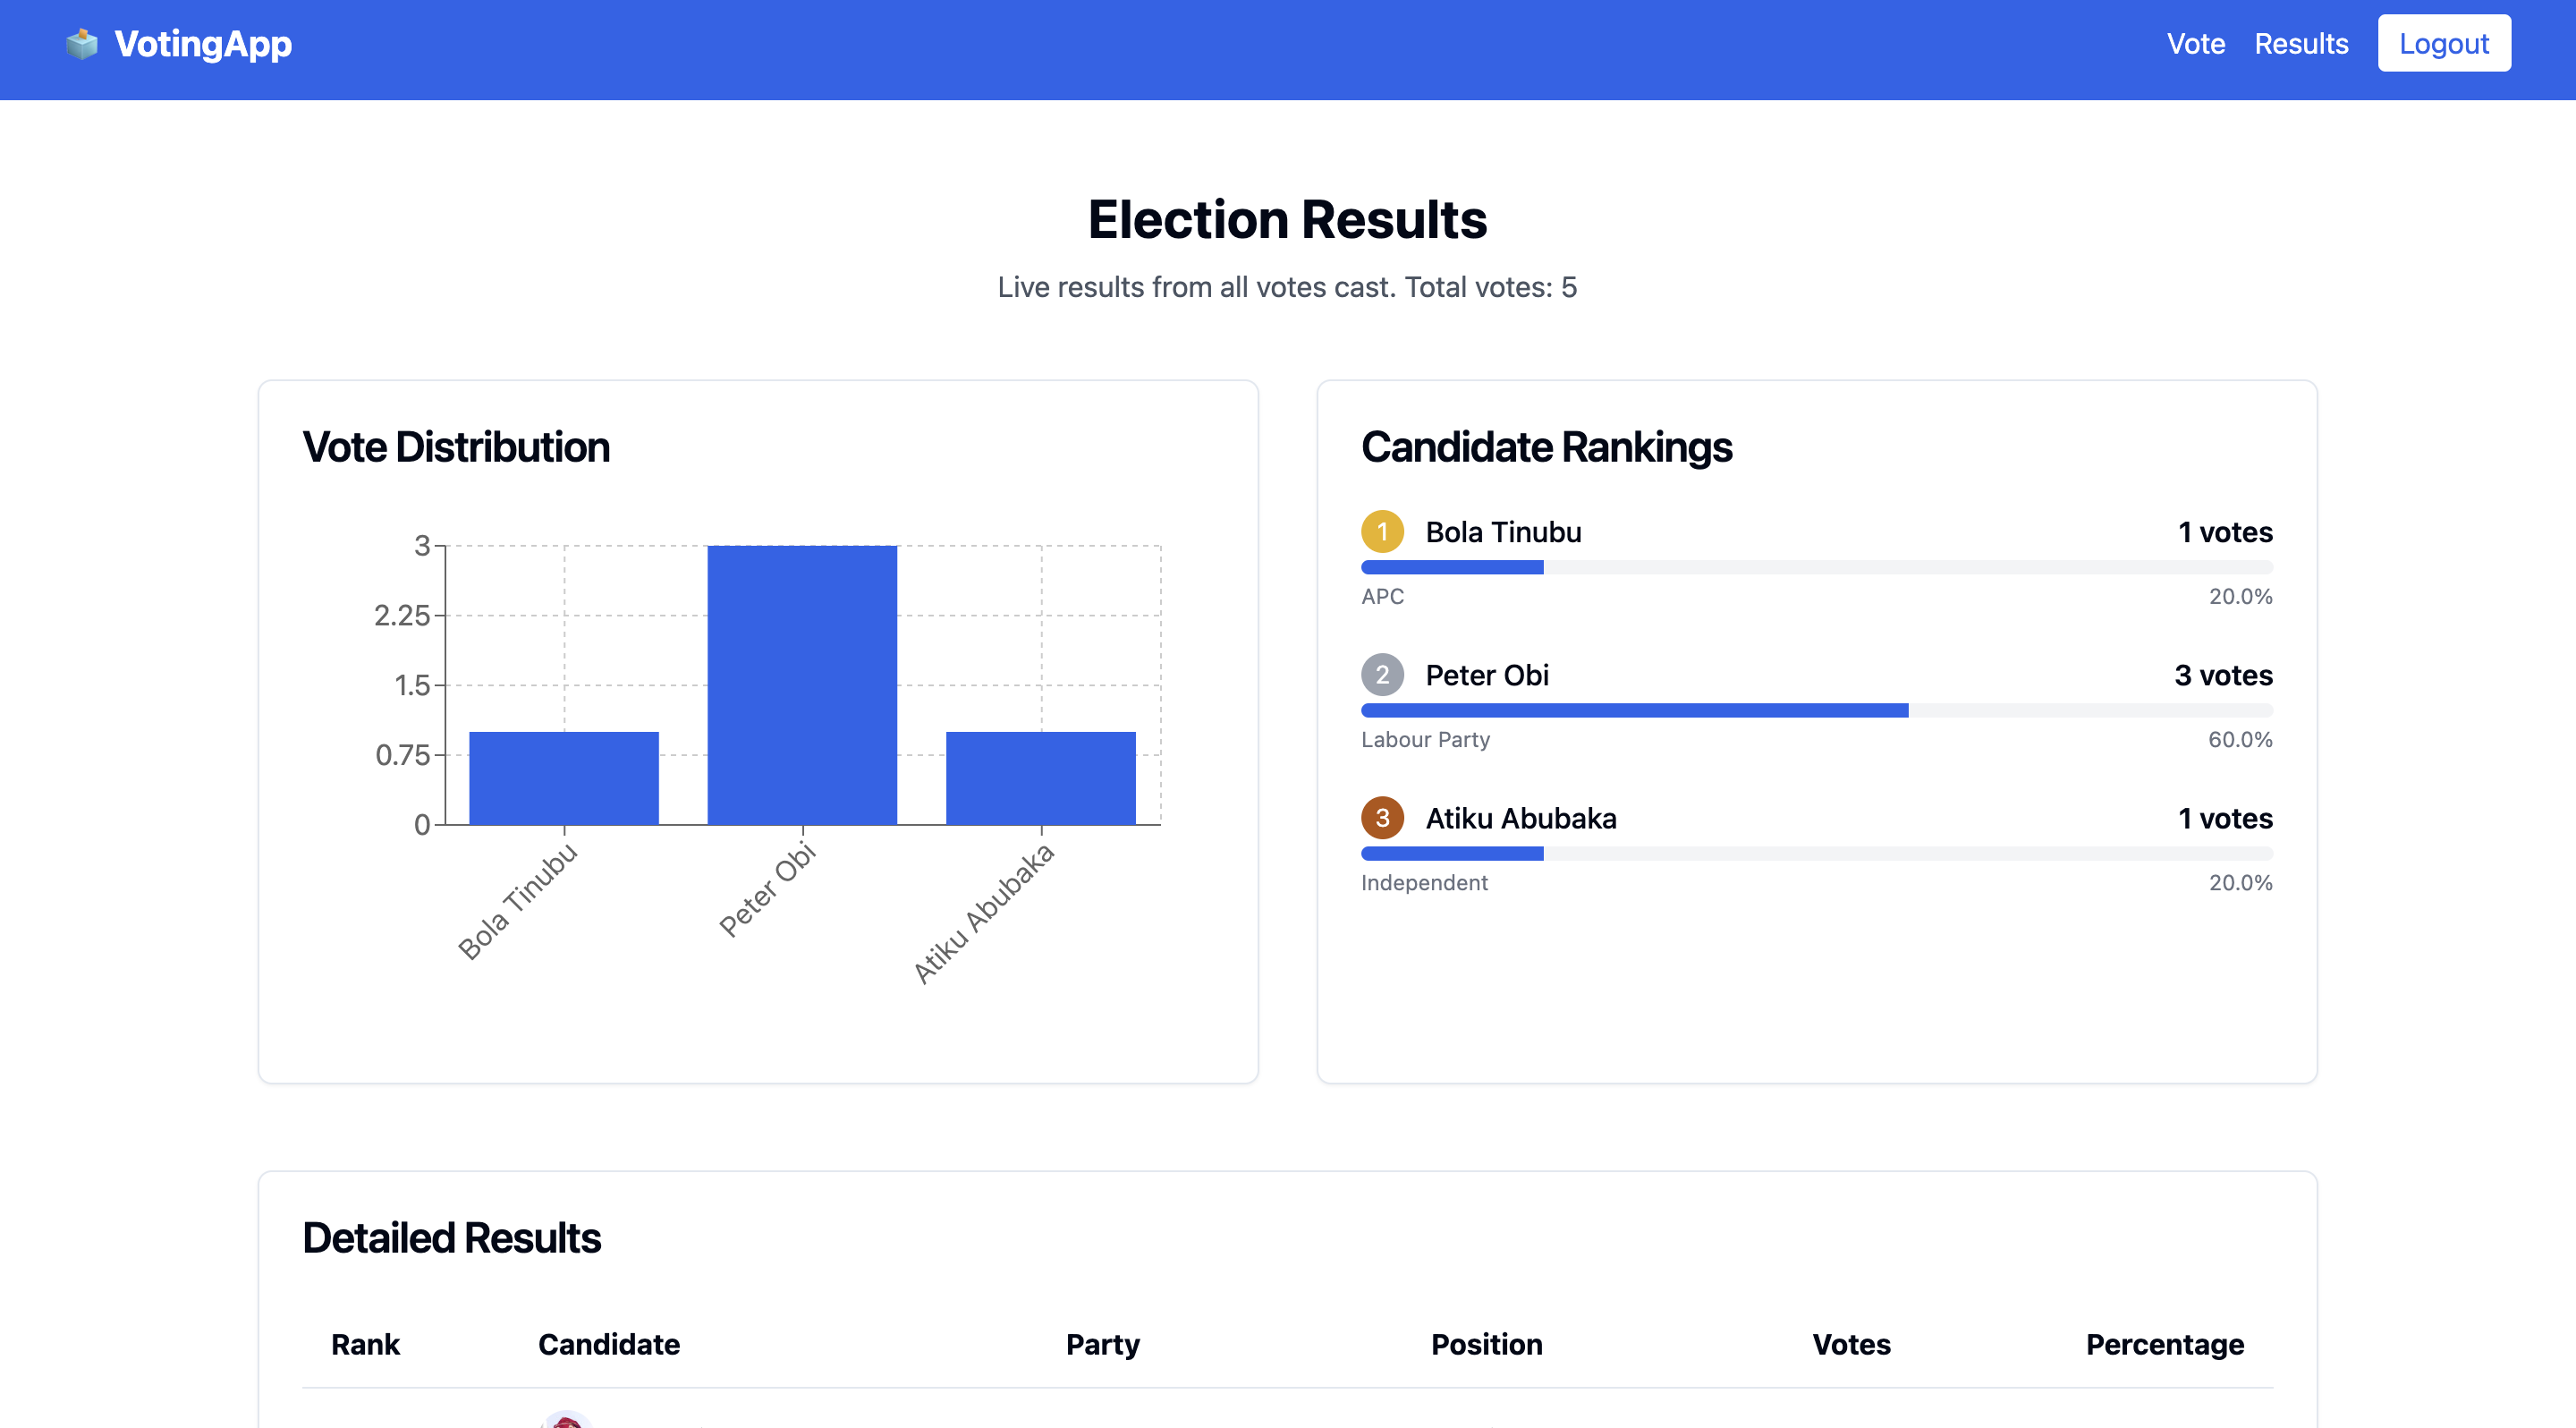 VotingApp
Vote Results Logout
Election Results
Live results from all votes cast. Total votes: 5
Vote Distribution
3
2.25
1.5
0.75
0
Bola Tinubu
Peter Obi
Atiku Abubaka
Candidate Rankings
1 Bola Tinubu 1 votes
APC 20.0%
2 Peter Obi 3 votes
Labour Party 60.0%
3 Atiku Abubaka 1 votes
Independent 20.0%
Detailed Results
Rank Candidate Party Position Votes Percentage